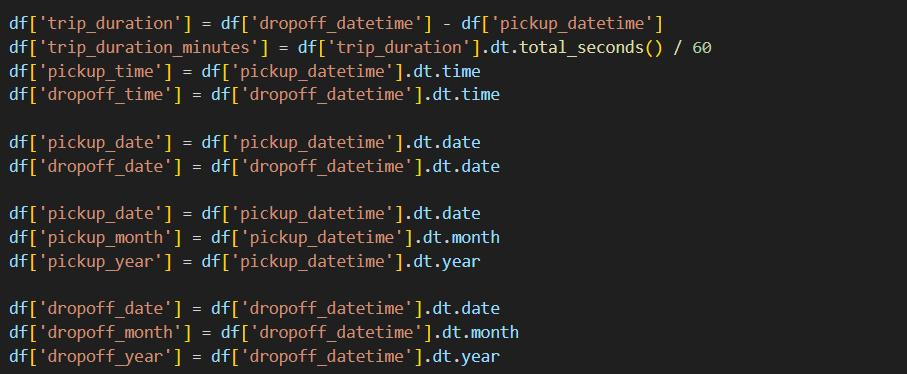 df['trip_duration'] = df['dropoff_datetime'] - df['pickup_datetime']
df['trip_duration_minutes'] = df['trip_duration'].dt.total_seconds() / 60
df['pickup_time'] = df['pickup_datetime'].dt.time
df['dropoff_time'] = df['dropoff_datetime'].dt.time
df['pickup_date'] = df['pickup_datetime'].dt.date
df['dropoff_date'] = df['dropoff_datetime'].dt.date
df['pickup_date'] = df['pickup_datetime'].dt.date
df['pickup_month'] = df['pickup_datetime'].dt.month
df['pickup_year'] = df['pickup_datetime'].dt.year
df['dropoff_date'] = df['dropoff_datetime'].dt.date
df['dropoff_month'] = df['dropoff_datetime'].dt.month
df['dropoff_year'] = df['dropoff_datetime'].dt.year